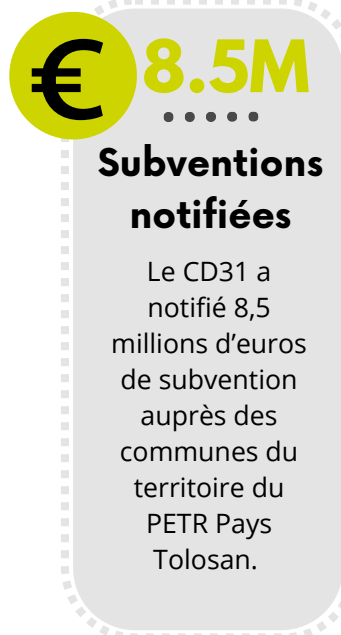 € 8.5M
Subventions
notifiées
Le CD31 a
notifié 8,5
millions d’euros
de subvention
auprès des
communes du
territoire du
PETR Pays
Tolosan.